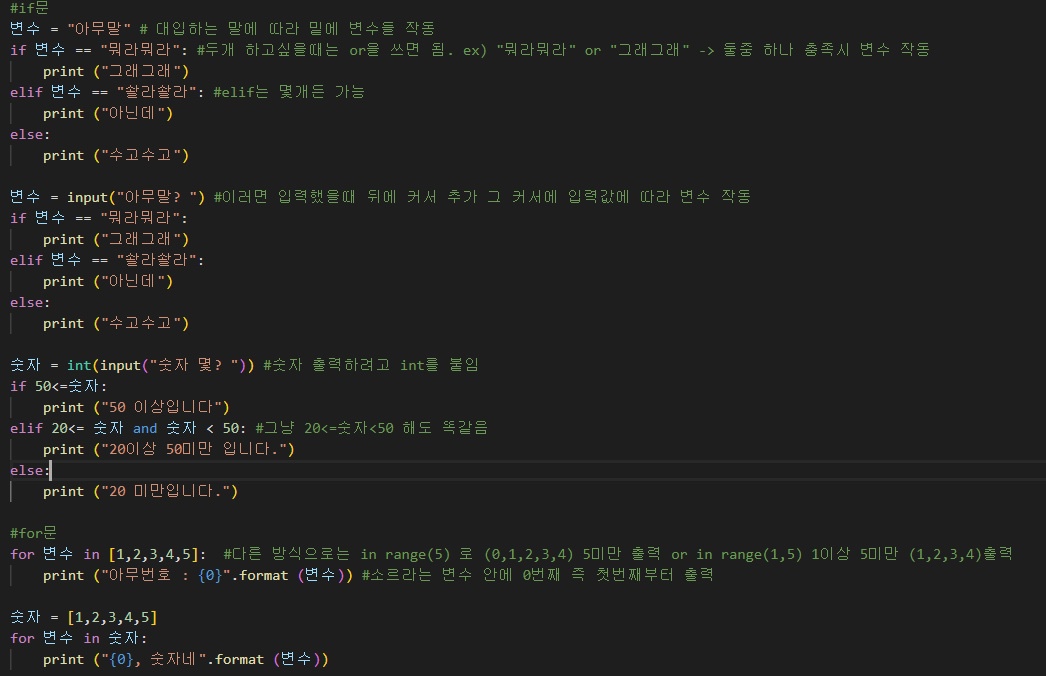 #if문
변수 = "아무말" # 대입하는 말에 따라 밑에 변수들 작동
if 변수 == "뭐라뭐라": #두개 하고싶을때는 or을 쓰면 됨. ex) "뭐라뭐라" or "그래그래" -> 둘중 하나 충족시 변수 작동
    print ("그래그래")
elif 변수 == "솰라솰라": #elif는 몇개든 가능
    print ("아닌데")
else:
    print ("수고수고")

변수 = input("아무말? ") #이러면 입력했을때 뒤에 커서 추가 그 커서에 입력값에 따라 변수 작동
if 변수 == "뭐라뭐라":
    print ("그래그래")
elif 변수 == "솰라솰라":
    print ("아닌데")
else:
    print ("수고수고")

숫자 = int(input("숫자 몇? ")) #숫자 출력하려고 int를 붙임
if 50<=숫자:
    print ("50 이상입니다")
elif 20<= 숫자 and 숫자 < 50: #그냥 20<=숫자<50 해도 똑같음
    print ("20이상 50미만 입니다.")
else:
    print ("20 미만입니다.")

#for문
for 변수 in [1,2,3,4,5]:  #다른 방식으로는 in range(5) 로 (0,1,2,3,4) 5미만 출력 or in range(1,5) 1이상 5미만 (1,2,3,4)출력
    print ("아무번호 : {0}".format (변수)) #소르라는 변수 안에 0번째 즉 첫번째부터 출력

숫자 = [1,2,3,4,5]
for 변수 in 숫자:
    print ("{0}, 숫자네".format (변수))